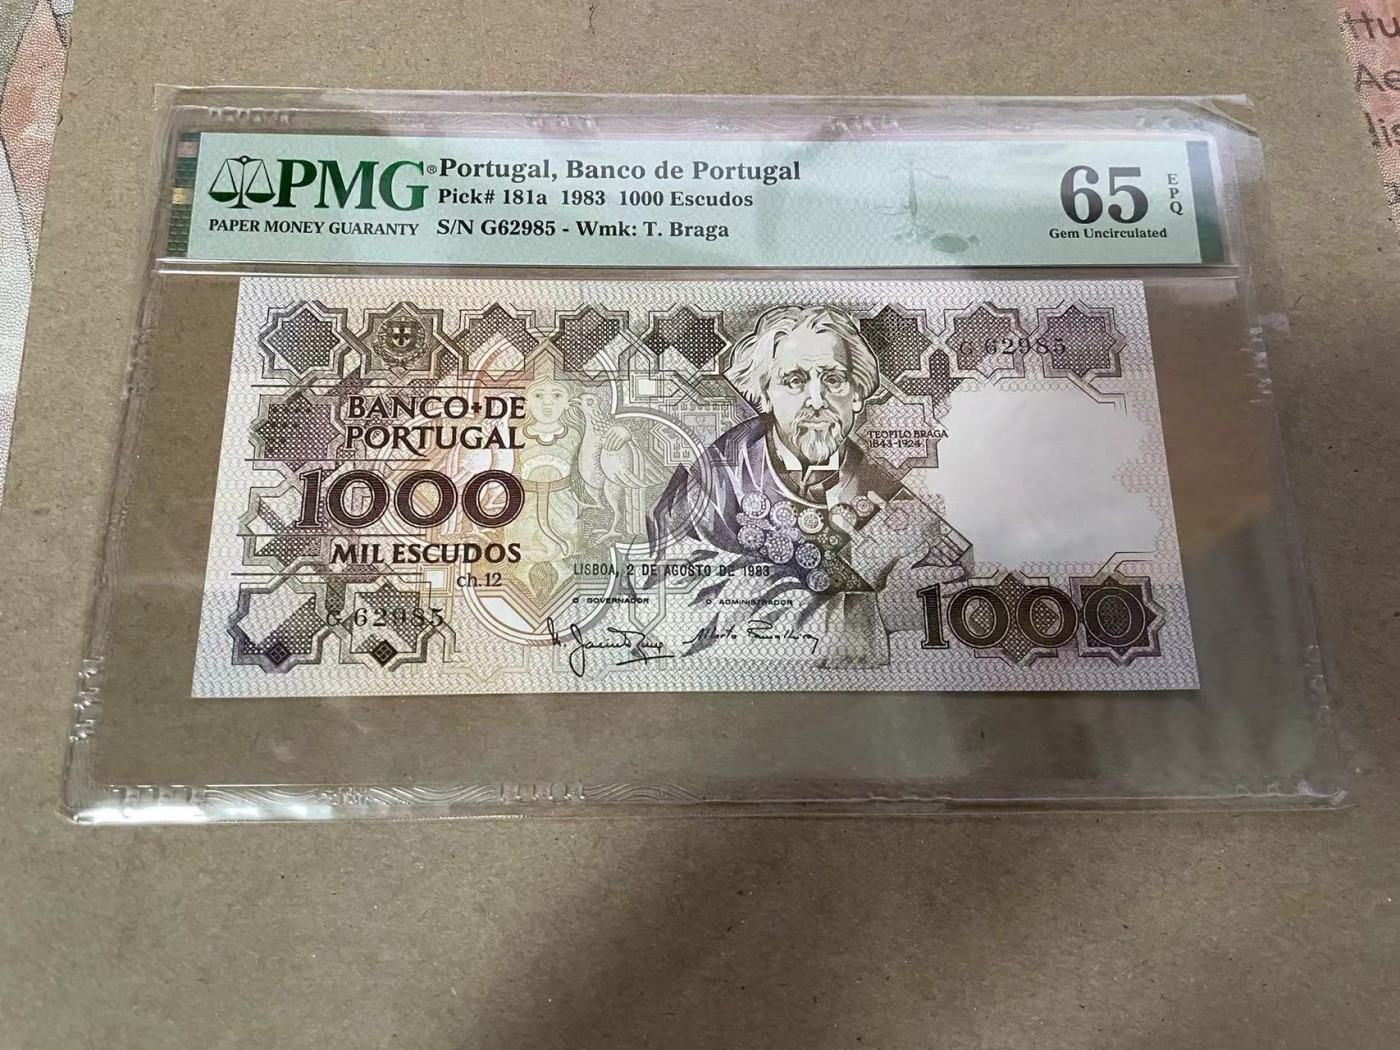 PMG® Portugal, Banco de Portugal
Pick# 181a 1983 1000 Escudos
PAPER MONEY GUARANTY
S/N G62985 - Wmk: T. Braga
65 EPQ
Gem Uncirculated
G 62985
BANCO DE
PORTUGAL
TEOFILO BRAGA
1843-1924
1000
MIL ESCUDOS
ch.12
LISBOA, 2 DE AGOSTO DE 1983
O GOVERNADOR
O ADMINISTRADOR
G 62985
1000